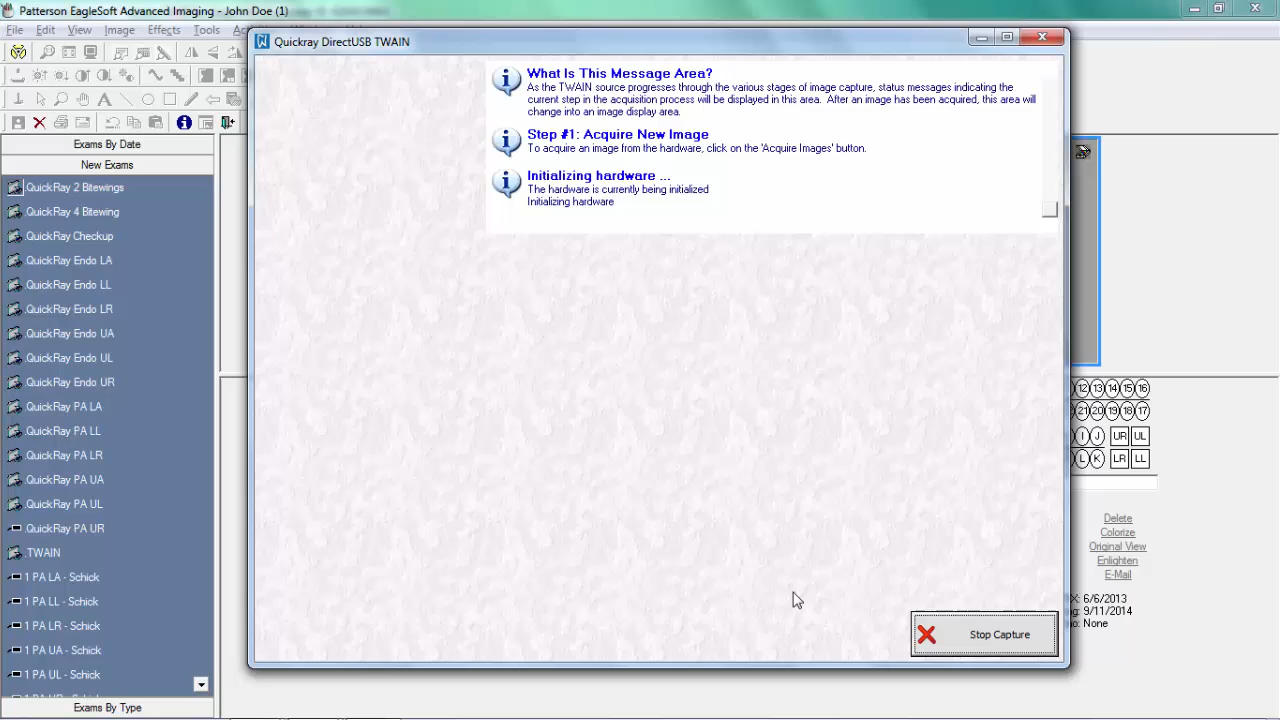 Patterson EagleSoft Advanced Imaging - John Doe (1)
File Edit View Image Effects Tools
Exams By Date
New Exams
QuickRay 2 Bitewings
QuickRay 4 Bitewing
QuickRay Checkup
QuickRay Endo LA
QuickRay Endo LL
QuickRay Endo LR
QuickRay Endo UA
QuickRay Endo UL
QuickRay Endo UR
QuickRay PA LA
QuickRay PA LL
QuickRay PA LR
QuickRay PA UA
QuickRay PA UL
QuickRay PA UR
TWAIN
1 PA LA - Schick
1 PA LL - Schick
1 PA LR - Schick
1 PA UA - Schick
1 PA UL - Schick
Exams By Type
Quickray DirectUSB TWAIN
What Is This Message Area?
As the TWAIN source progresses through the various stages of image capture, status messages indicating the
current step in the acquisition process will be displayed in this area. After an image has been acquired, this area will
change into an image display area.
Step #1: Acquire New Image
To acquire an image from the hardware, click on the 'Acquire Images' button.
Initializing hardware ...
The hardware is currently being initialized
Initializing hardware
Stop Capture
12 13 14 15 16
21 20 19 18 17
I J UR UL
L K LR LL
Delete
Colorize
Original View
Enlighten
E-Mail
6/6/2013
9/11/2014
None